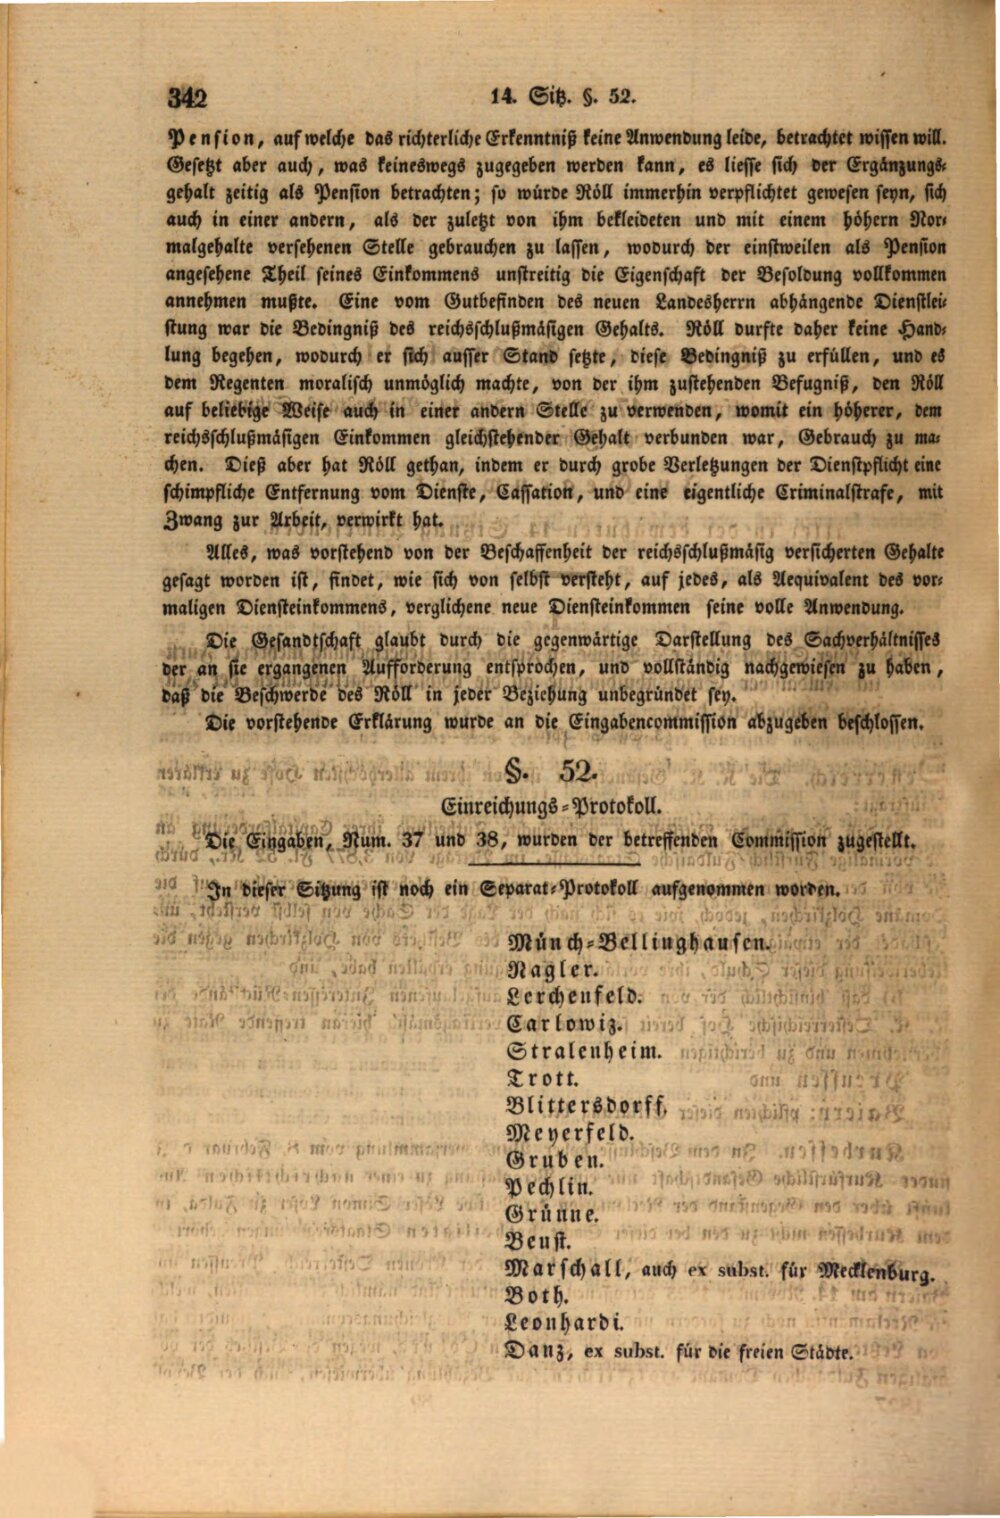 342 14. Sitz. §. 52.
Pension, auf welche das richterliche Erkenntniß keine Anwendung leide, betrachtet wissen will.
Gesetzt aber auch, was keineswegs zugegeben werden kann, es liesse sich der Ergänzungs-
gehalt zeitig als Pension betrachten; so würde Röll immerhin verpflichtet gewesen seyn, sich
auch in einer andern, als der zuletzt von ihm bekleideten und mit einem höhern Nor-
malgehalte versehenen Stelle gebrauchen zu lassen, wodurch der einstweilen als Pension
angesehene Theil seines Einkommens unstreitig die Eigenschaft der Besoldung vollkommen
annehmen mußte. Eine vom Gutbefinden des neuen Landesherrn abhängende Dienstlei-
stung war die Bedingniß des reichsschlußmäsigen Gehalts. Röll durfte daher keine Hand-
lung begehen, wodurch er sich ausser Stand setzte, diese Bedingniß zu erfüllen, und es
dem Regenten moralisch unmöglich machte, von der ihm zustehenden Befugniß, den Röll
auf beliebige Weise auch in einer andern Stelle zu verwenden, womit ein höherer, dem
reichsschlußmäsigen Einkommen gleichstehender Gehalt verbunden war, Gebrauch zu ma-
chen. Dieß aber hat Röll gethan, indem er durch grobe Verletzungen der Dienstpflicht eine
schimpfliche Entfernung vom Dienste, Cassation, und eine eigentliche Criminalstrafe, mit
Zwang zur Arbeit, verwirkt hat.
Alles, was vorstehend von der Beschaffenheit der reichsschlußmäsig versicherten Gehalte
gesagt worden ist, findet, wie sich von selbst versteht, auf jedes, als Aequivalent des vor-
maligen Diensteinkommens, verglichene neue Diensteinkommen seine volle Anwendung.
Die Gesandtschaft glaubt durch die gegenwärtige Darstellung des Sachverhältnisses
der an sie ergangenen Aufforderung entsprochen, und vollständig nachgewiesen zu haben,
daß die Beschwerde des Röll in jeder Beziehung unbegründet sey.
Die vorstehende Erklärung wurde an die Eingabencommission abzugeben beschlossen.
§. 52.
Einreichungs-Protokoll.
Die Eingaben, Num. 37 und 38, wurden der betreffenden Commission zugestellt.
In dieser Sitzung ist noch ein Separat-Protokoll aufgenommen worden.
Münch-Bellinghausen.
Nagler.
Lerchenfeld.
Carlowiz.
Stralenheim.
Trott.
Blittersdorff.
Meyerfeld.
Gruben.
Pechlin.
Grünne.
Beust.
Marschall, auch ex subst. für Mecklenburg.
Both.
Leonhardi.
Danz, ex subst. für die freien Städte.